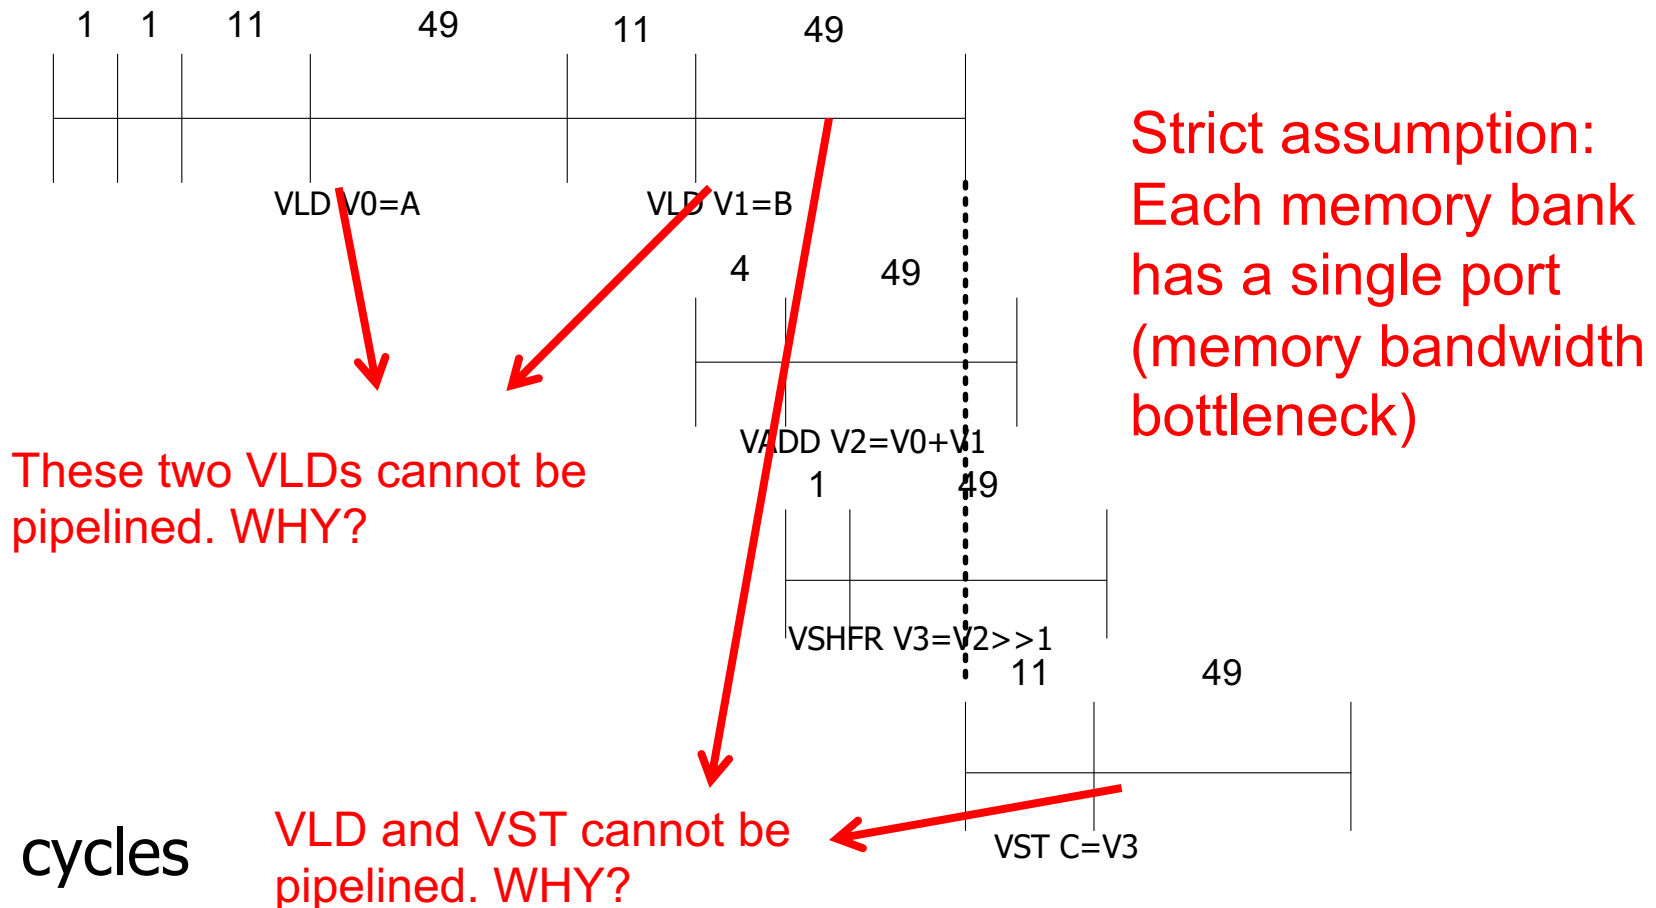 1 1 11 49 11 49
VLD V0=A VLD V1=B
Strict assumption:
Each memory bank
has a single port
(memory bandwidth
bottleneck)
4 49
VADD V2=V0+V1
1 49
These two VLDs cannot be
pipelined. WHY?
VSHFR V3=V2>>1
11 49
VST C=V3
VLD and VST cannot be
pipelined. WHY?
cycles